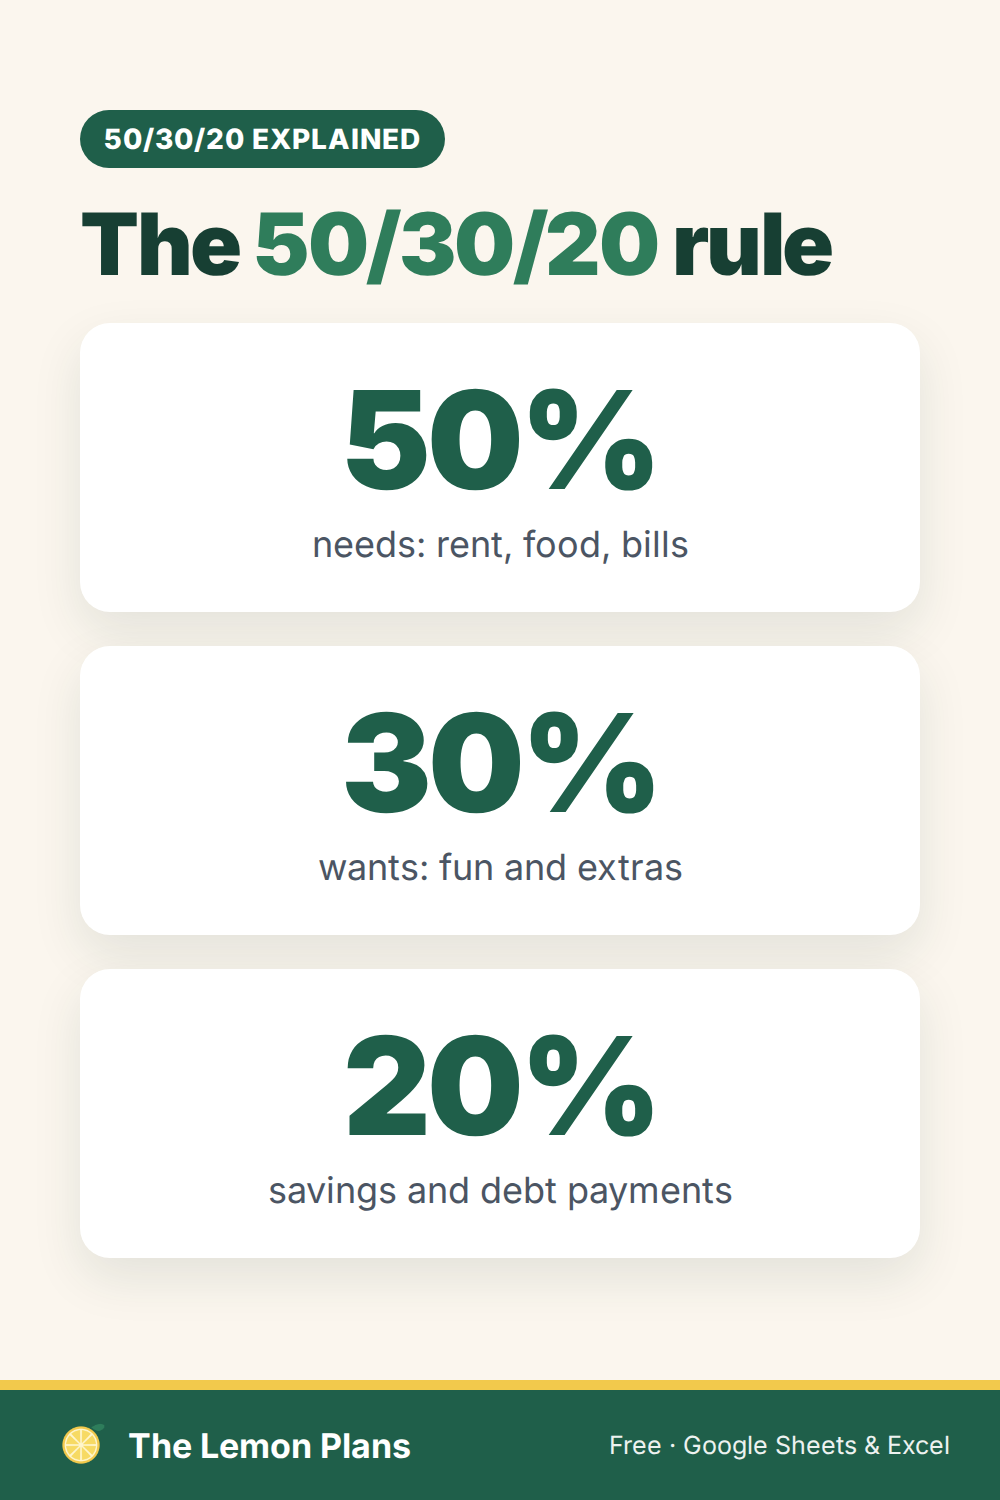 50/30/20 EXPLAINED
The 50/30/20 rule
50%
needs: rent, food, bills
30%
wants: fun and extras
20%
savings and debt payments
The Lemon Plans
Free · Google Sheets & Excel